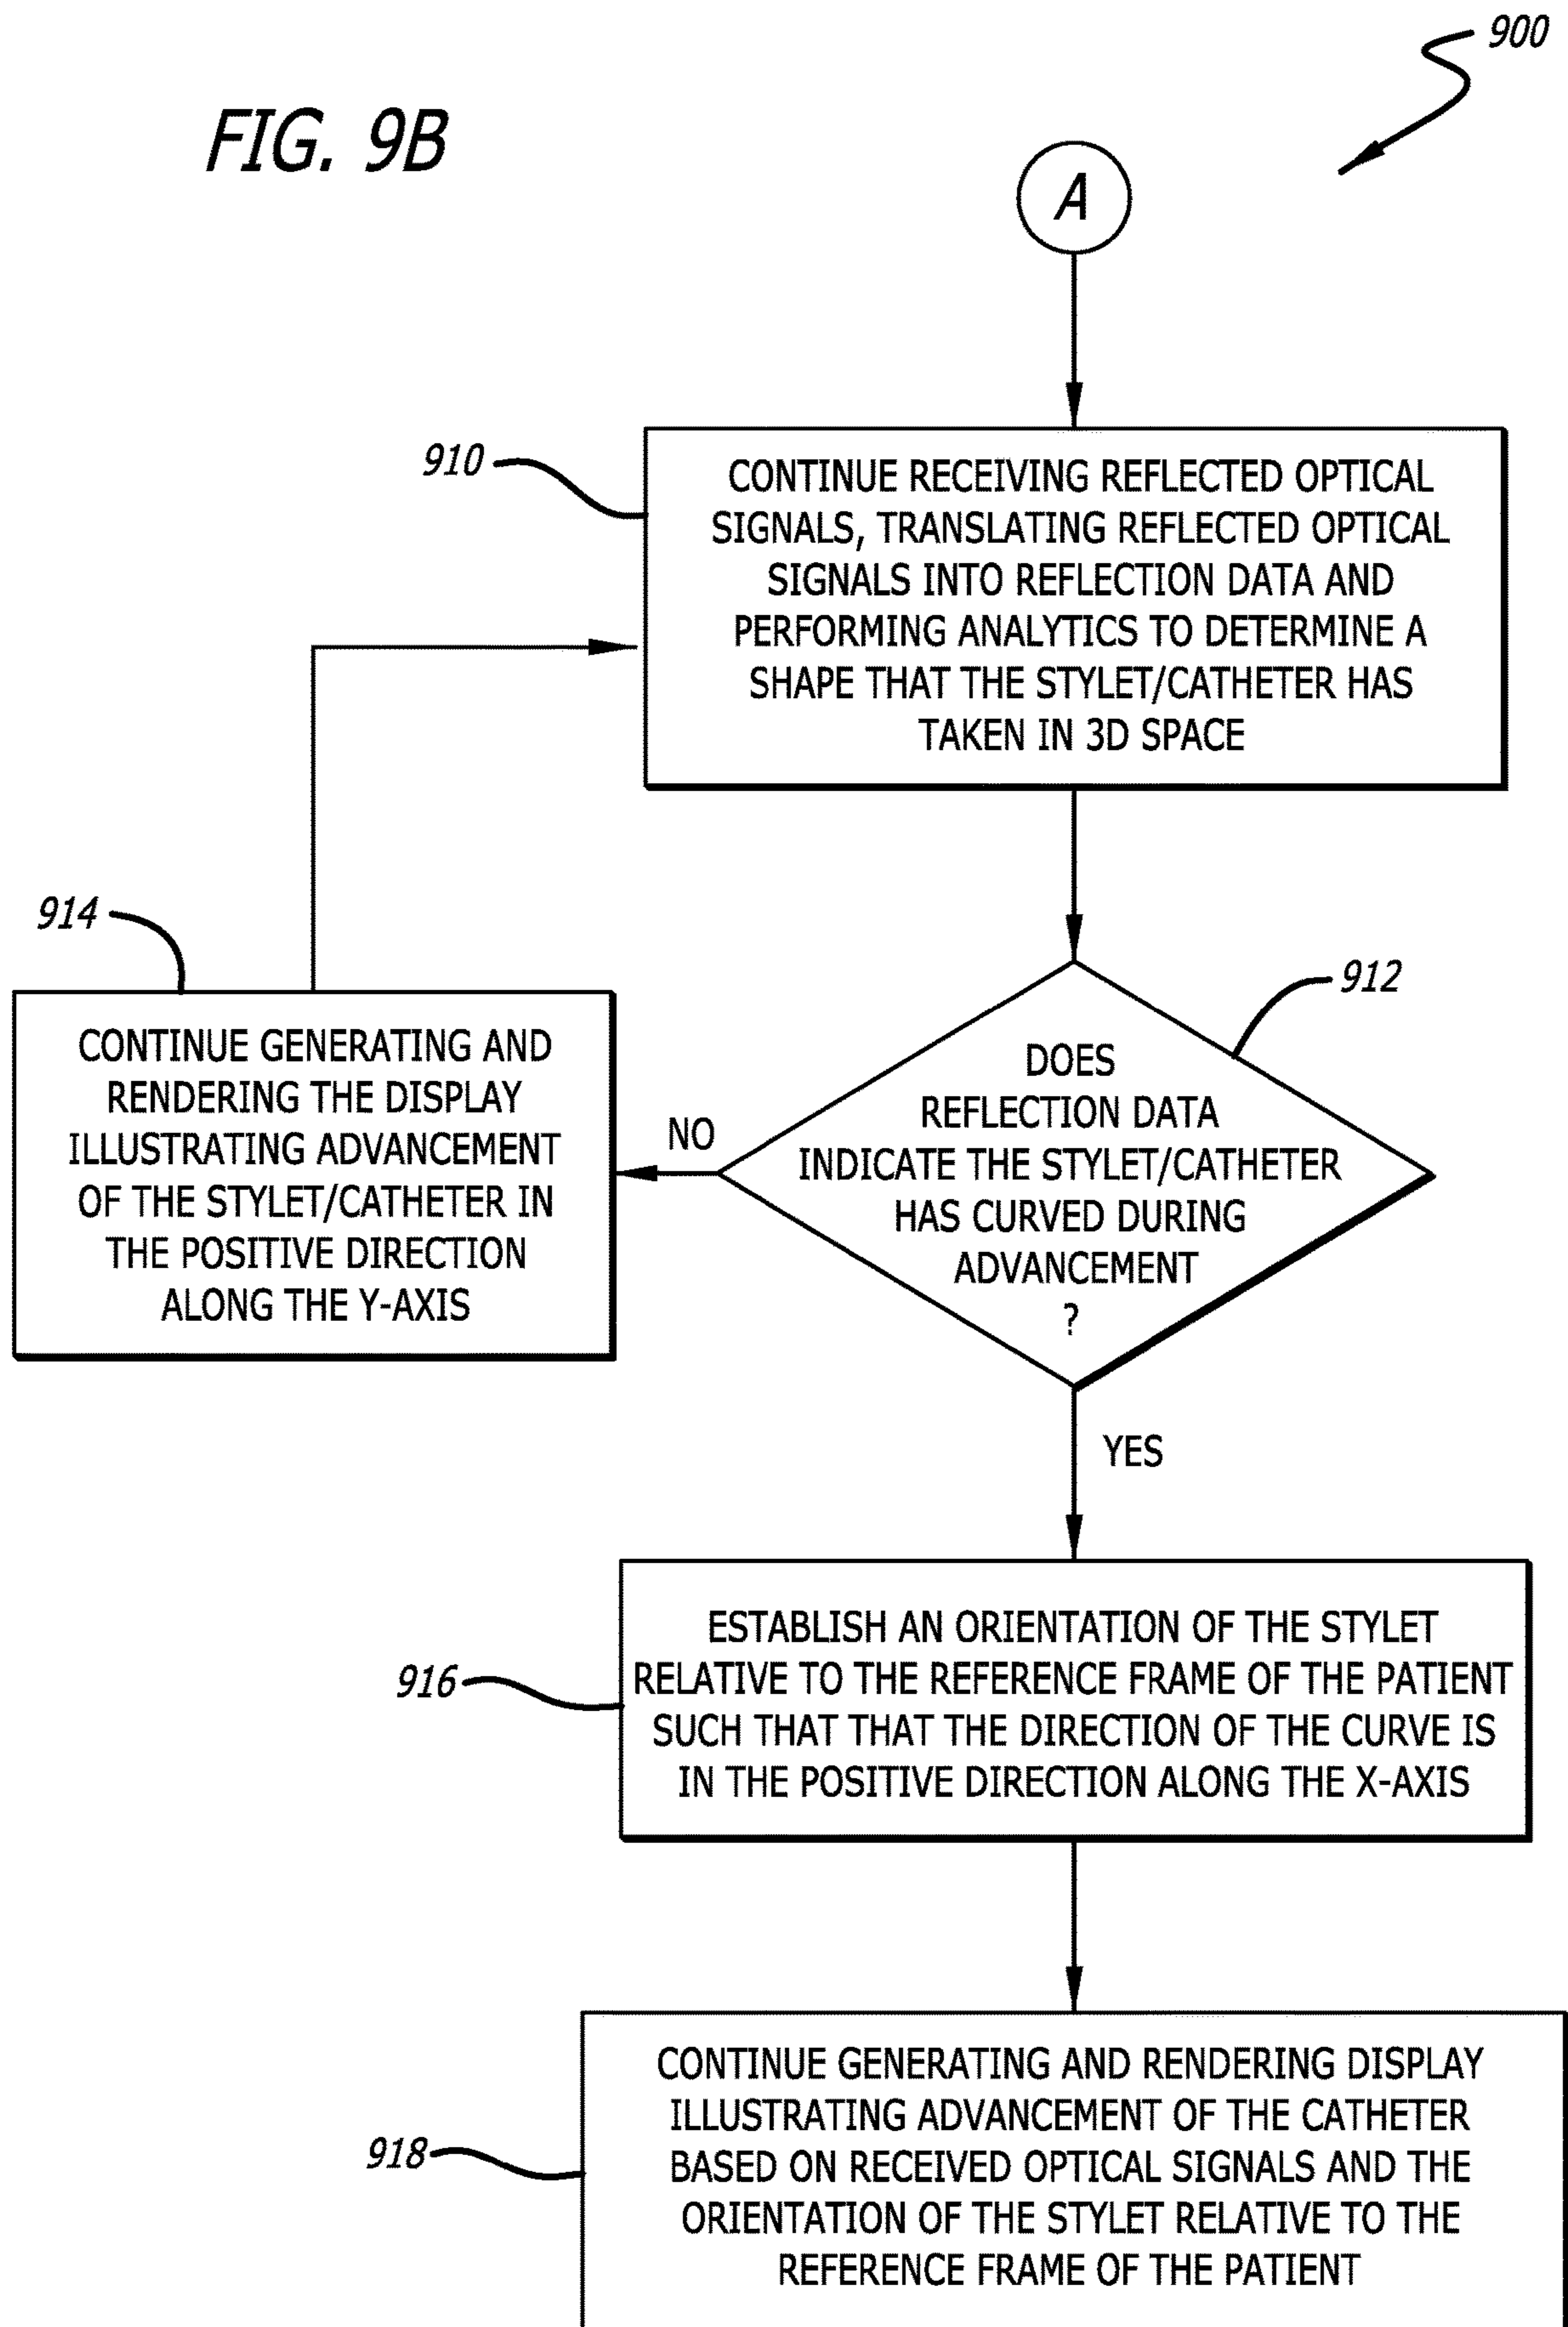 900
FIG. 9B
A
910
CONTINUE RECEIVING REFLECTED OPTICAL
SIGNALS, TRANSLATING REFLECTED OPTICAL
SIGNALS INTO REFLECTION DATA AND
PERFORMING ANALYTICS TO DETERMINE A
SHAPE THAT THE STYLET/CATHETER HAS
TAKEN IN 3D SPACE
914
CONTINUE GENERATING AND
RENDERING THE DISPLAY
ILLUSTRATING ADVANCEMENT
OF THE STYLET/CATHETER IN
THE POSITIVE DIRECTION
ALONG THE Y-AXIS
NO
912
DOES
REFLECTION DATA
INDICATE THE STYLET/CATHETER
HAS CURVED DURING
ADVANCEMENT
?
YES
916
ESTABLISH AN ORIENTATION OF THE STYLET
RELATIVE TO THE REFERENCE FRAME OF THE PATIENT
SUCH THAT THAT THE DIRECTION OF THE CURVE IS
IN THE POSITIVE DIRECTION ALONG THE X-AXIS
918
CONTINUE GENERATING AND RENDERING DISPLAY
ILLUSTRATING ADVANCEMENT OF THE CATHETER
BASED ON RECEIVED OPTICAL SIGNALS AND THE
ORIENTATION OF THE STYLET RELATIVE TO THE
REFERENCE FRAME OF THE PATIENT